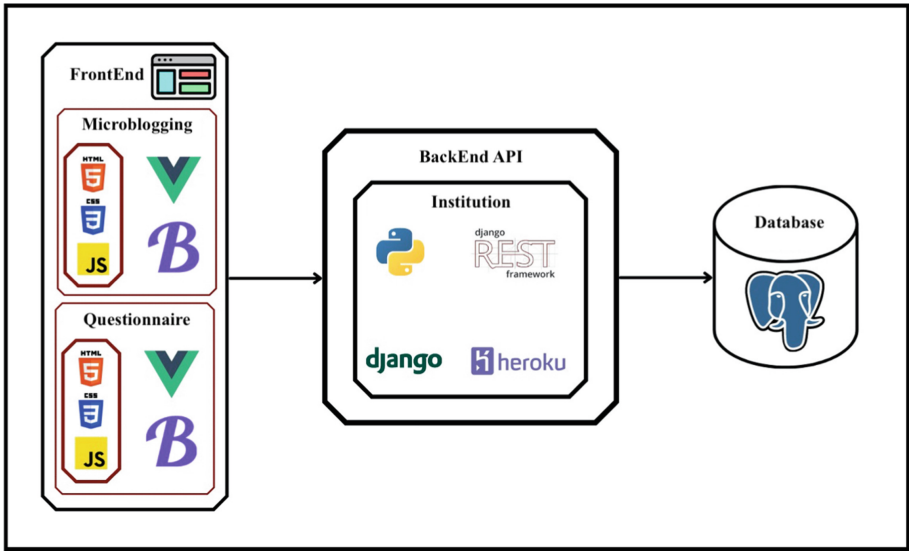 FrontEnd
Microblogging
HTML
5
CSS
3
JS
B
Questionnaire
HTML
5
CSS
3
JS
B
BackEnd API
Institution
django
REST
framework
django
heroku
Database